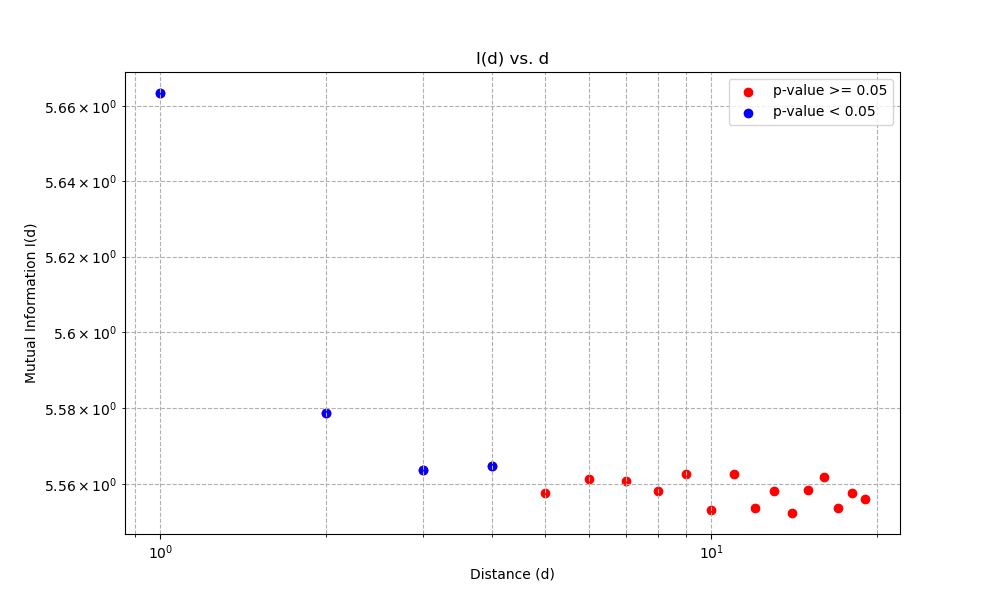 I(d) vs. d
p-value >= 0.05
p-value < 0.05
Mutual Information I(d)
5.66 × 10⁰
5.64 × 10⁰
5.62 × 10⁰
5.6 × 10⁰
5.58 × 10⁰
5.56 × 10⁰
10⁰ 10¹
Distance (d)